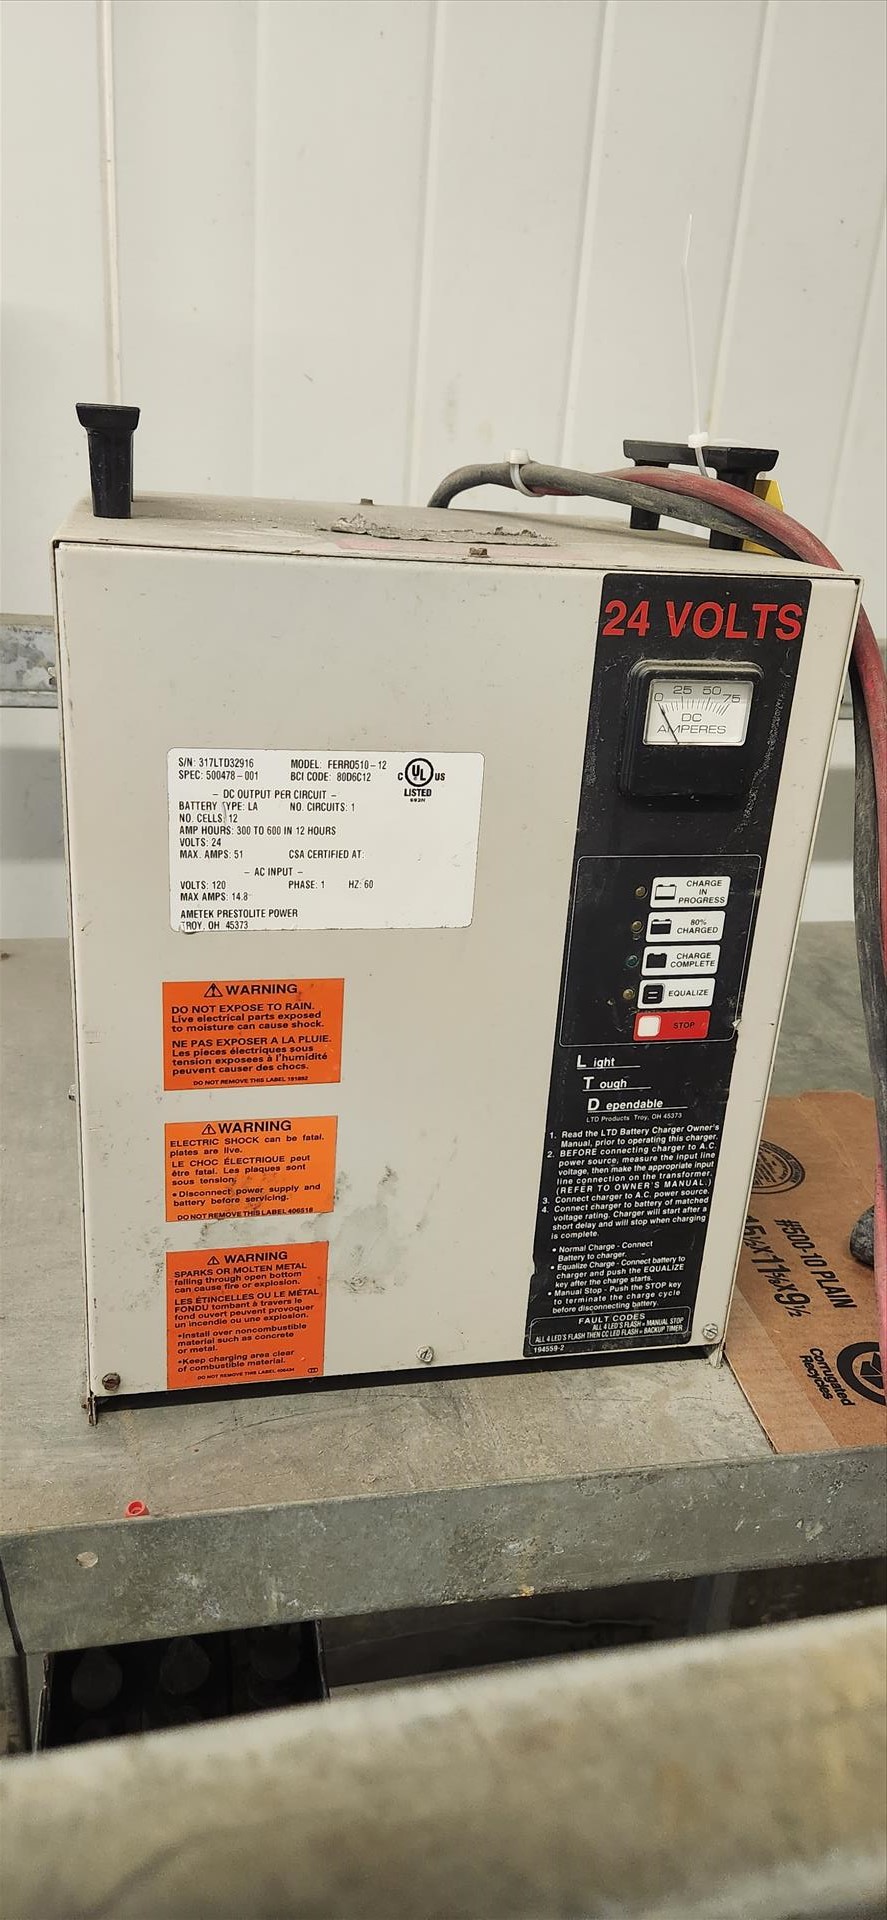 24 VOLTS
0 25 50 75
DC
AMPERES
S/N: 317LTD32916 MODEL: FERRO510-12
SPEC: 500478-001 BCI CODE: 80D6C12
C UL US
LISTED
- DC OUTPUT PER CIRCUIT -
BATTERY TYPE: LA NO. CIRCUITS: 1
NO. CELLS: 12
AMP HOURS: 300 TO 600 IN 12 HOURS
VOLTS: 24
MAX. AMPS: 51 CSA CERTIFIED AT:
- AC INPUT -
VOLTS: 120 PHASE: 1 HZ: 60
MAX AMPS: 14.8
AMETEK PRESTOLITE POWER
TROY, OH 45373
CHARGE
IN
PROGRESS
80%
CHARGED
CHARGE
COMPLETE
EQUALIZE
STOP
Light
Tough
Dependable
LTD Products Troy, OH 45373
1. Read the LTD Battery Charger Owner's
Manual, prior to operating this charger.
2. BEFORE connecting charger to A.C.
power source, measure the input line
voltage, then make the appropriate input
line connection on the transformer.
(REFER TO OWNER'S MANUAL.)
3. Connect charger to A.C. power source.
4. Connect charger to battery of matched
voltage rating. Charger will start after a
short delay and will stop when charging
is complete.
• Normal Charge - Connect
Battery to charger.
• Equalize Charge - Connect battery to
charger and push the EQUALIZE
key after the charge starts.
• Manual Stop - Push the STOP key
to terminate the charge cycle
before disconnecting battery.
FAULT CODES
ALL 4 LED'S FLASH = MANUAL STOP
ALL 4 LED'S FLASH THEN CC LED FLASH = BACKUP TIMER
194559-2
WARNING
DO NOT EXPOSE TO RAIN.
Live electrical parts exposed
to moisture can cause shock.
NE PAS EXPOSER A LA PLUIE.
Les pieces électriques sous
tension exposées à l'humidité
peuvent causer des chocs.
DO NOT REMOVE THIS LABEL
WARNING
ELECTRIC SHOCK can be fatal.
plates are live.
LE CHOC ÉLECTRIQUE peut
être fatal. Les plaques sont
sous tension.
• Disconnect power supply and
battery before servicing.
DO NOT REMOVE THIS LABEL 406518
WARNING
SPARKS OR MOLTEN METAL
falling through open bottom
can cause fire or explosion.
LES ÉTINCELLES OU LE MÉTAL
FONDU tombant à travers le
fond ouvert peuvent provoquer
un incendie ou une explosion.
•Install over noncombustible
material such as concrete
or metal.
•Keep charging area clear
of combustible material.
DO NOT REMOVE THIS LABEL
#500-10 PLAIN
15½X11⅝X9½
Corrugated
Recycles